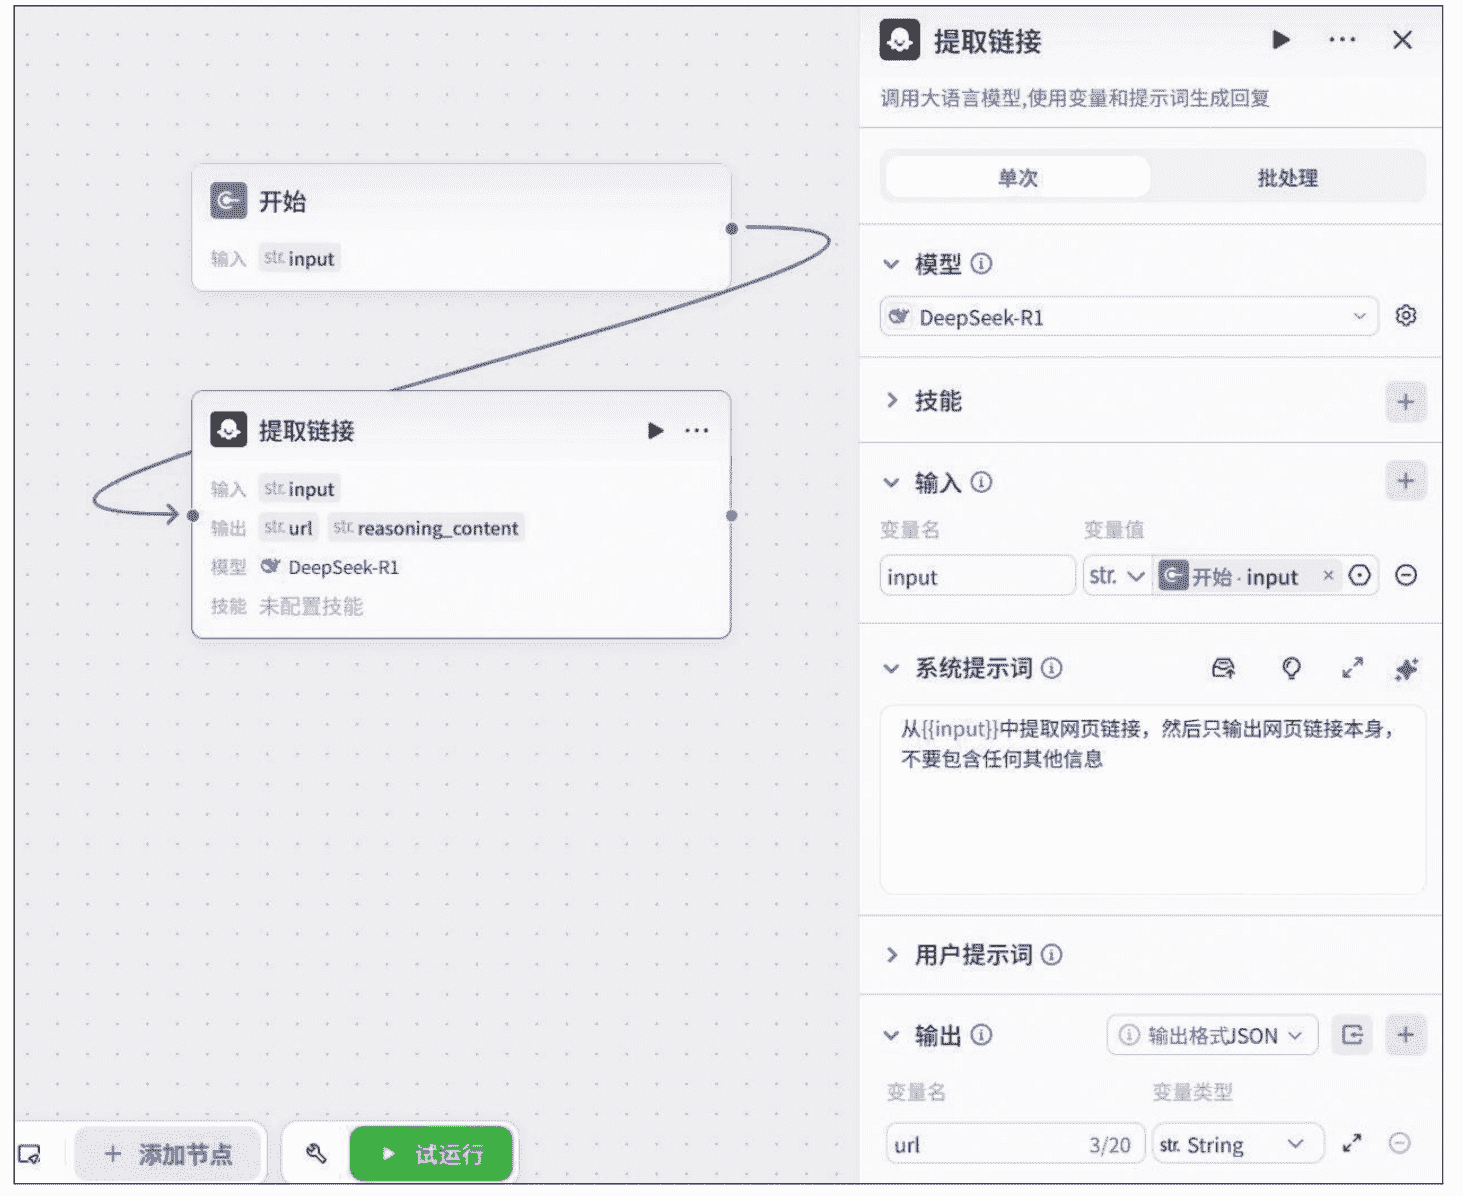 开始
输入 str. input
提取链接
输入 str. input
输出 str. url str. reasoning_content
模型 DeepSeek-R1
技能 未配置技能
添加节点
试运行
提取链接
调用大语言模型,使用变量和提示词生成回复
单次 批处理
模型
DeepSeek-R1
技能
输入
变量名 变量值
input str. 开始 · input
系统提示词
从{{input}}中提取网页链接，然后只输出网页链接本身，
不要包含任何其他信息
用户提示词
输出 输出格式JSON
变量名 变量类型
url 3/20 str. String